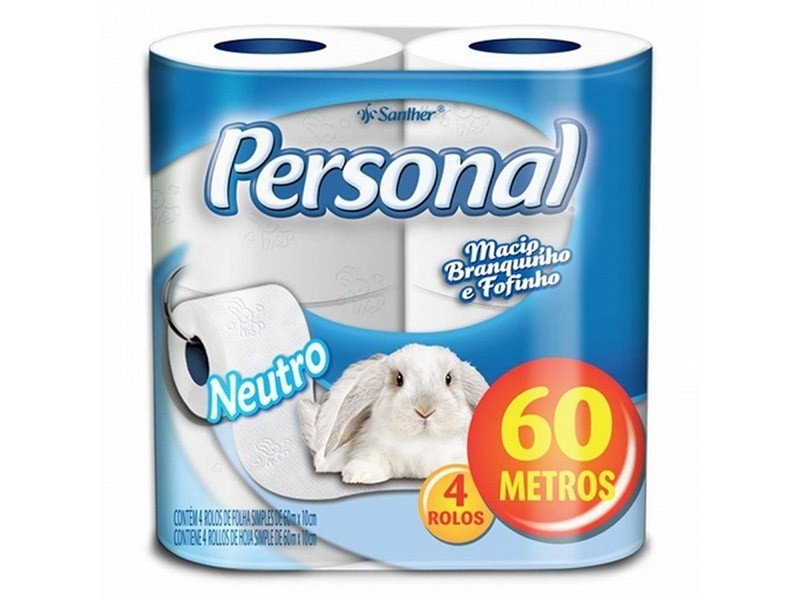 Santher®
Personal®
Macio,
Branquinho
e Fofinho
Neutro
60
METROS
4
ROLOS
CONTÉM 4 ROLOS DE FOLHA SIMPLES DE 60m x 10cm
CONTIENE 4 ROLLOS DE HOJA SIMPLE DE 60m x 10cm